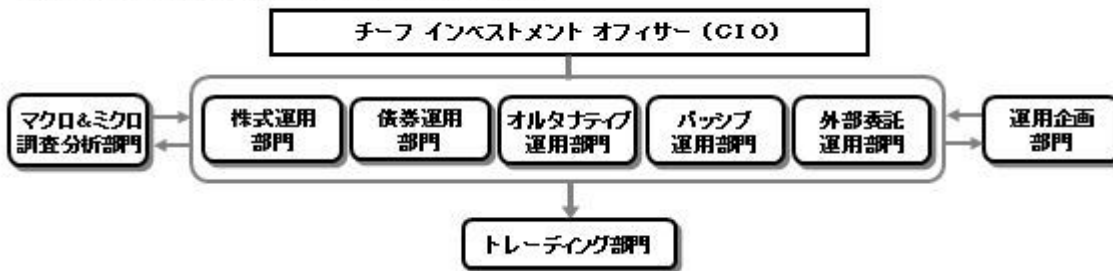 チーフ インベストメント オフィサー (CIO)
マクロ&ミクロ
調査・分析部門
株式運用
部門
債券運用
部門
オルタナティブ
運用部門
パッシブ
運用部門
外部委託
運用部門
運用企画
部門
トレーディング部門